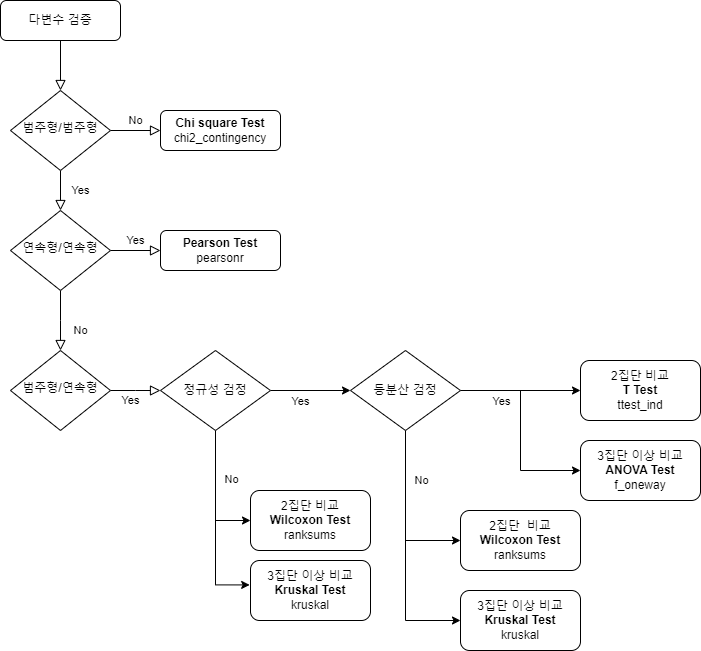 다변수 검증
범주형/범주형
No
Chi square Test
chi2_contingency
Yes
연속형/연속형
Yes
Pearson Test
pearsonr
No
범주형/연속형
Yes
정규성 검정
Yes
등분산 검정
Yes
2집단 비교
T Test
ttest_ind
3집단 이상 비교
ANOVA Test
f_oneway
No
2집단 비교
Wilcoxon Test
ranksums
3집단 이상 비교
Kruskal Test
kruskal
No
2집단 비교
Wilcoxon Test
ranksums
3집단 이상 비교
Kruskal Test
kruskal